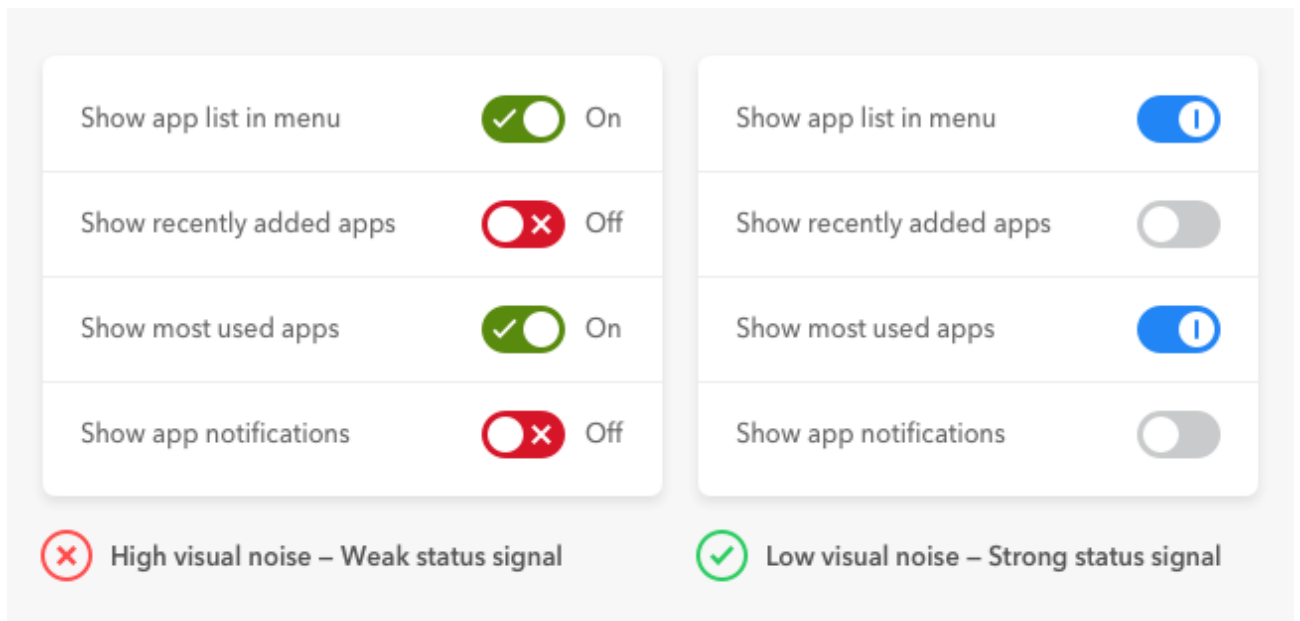 Show app list in menu On
Show recently added apps Off
Show most used apps On
Show app notifications Off
High visual noise – Weak status signal
Show app list in menu
Show recently added apps
Show most used apps
Show app notifications
Low visual noise – Strong status signal